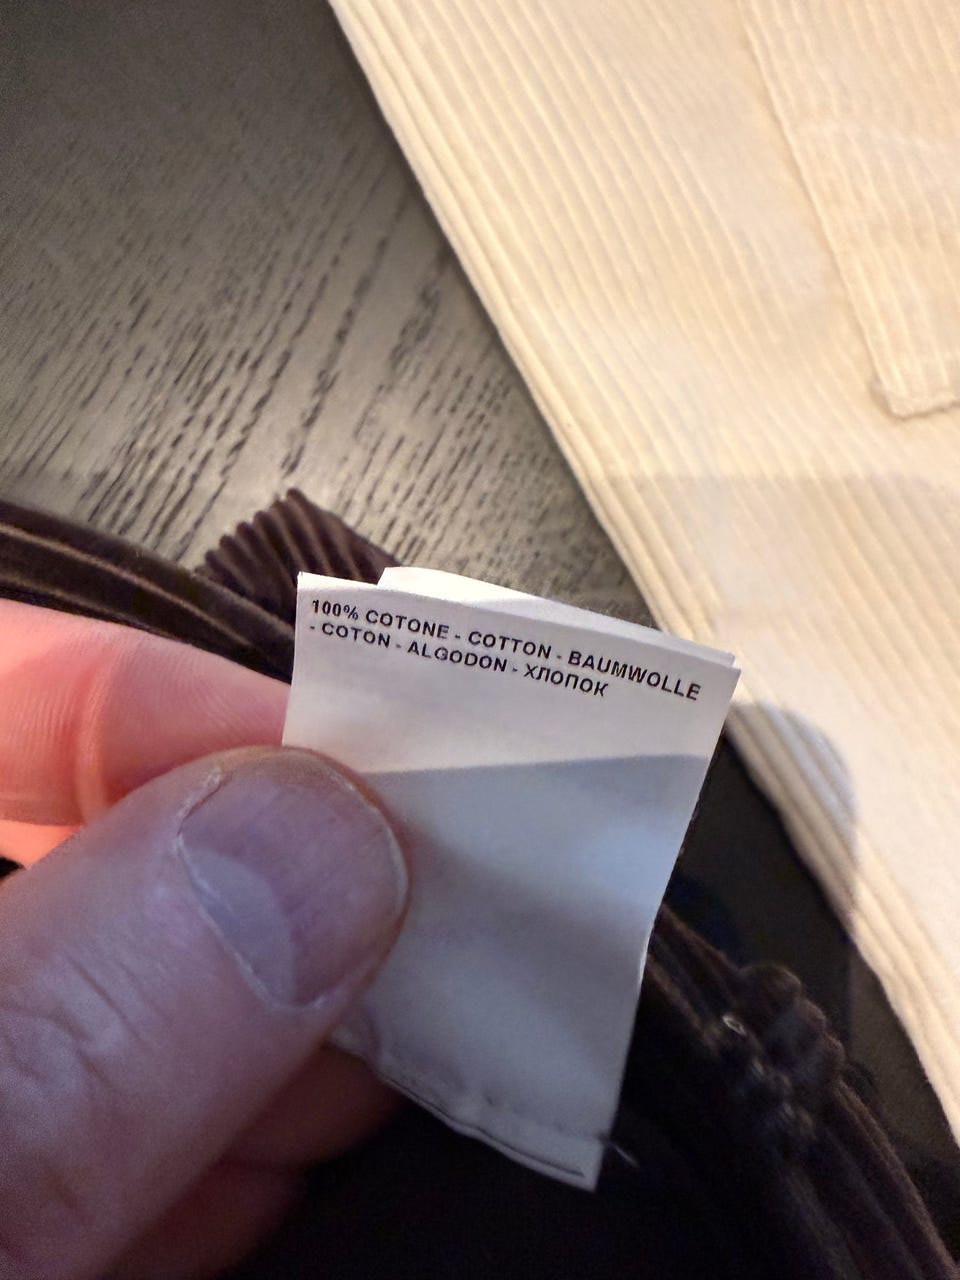 100% COTONE - COTTON - BAUMWOLLE
- COTON - ALGODON - ХЛОПОК